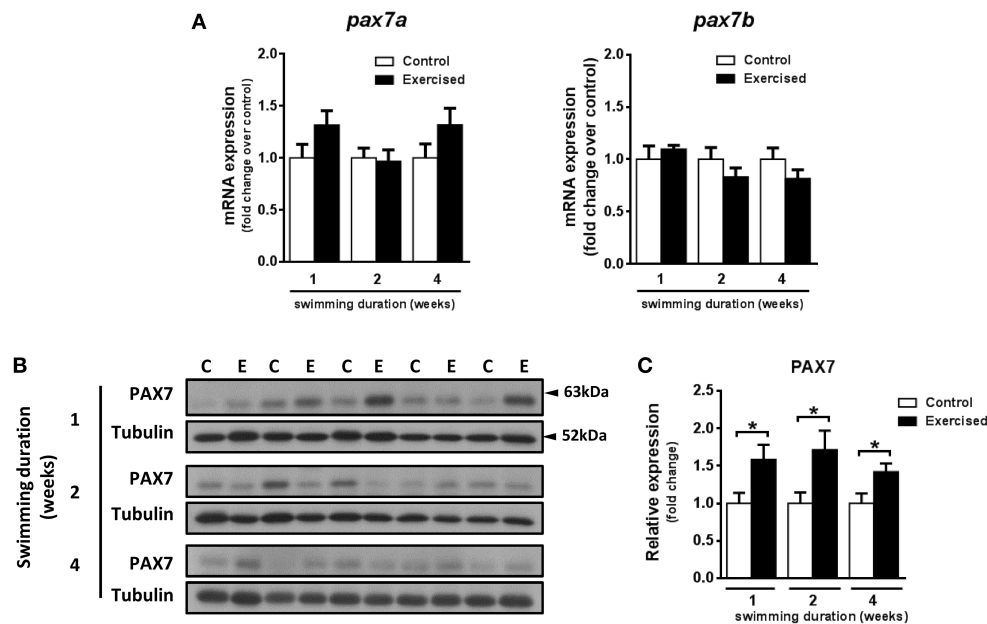 A
pax7a
pax7b
2.0
1.5
1.0
0.5
0.0
mRNA expression
(fold change over control)
Control
Exercised
1 2 4
swimming duration (weeks)
2.0
1.5
1.0
0.5
0.0
mRNA expression
(fold change over control)
Control
Exercised
1 2 4
swimming duration (weeks)
B
C E C E C E C E C E
Swimming duration
(weeks)
1
PAX7
63kDa
Tubulin
52kDa
2
PAX7
Tubulin
4
PAX7
Tubulin
C
PAX7
2.5
2.0
1.5
1.0
0.5
0.0
Relative expression
(fold change)
Control
Exercised
* * *
1 2 4
swimming duration (weeks)